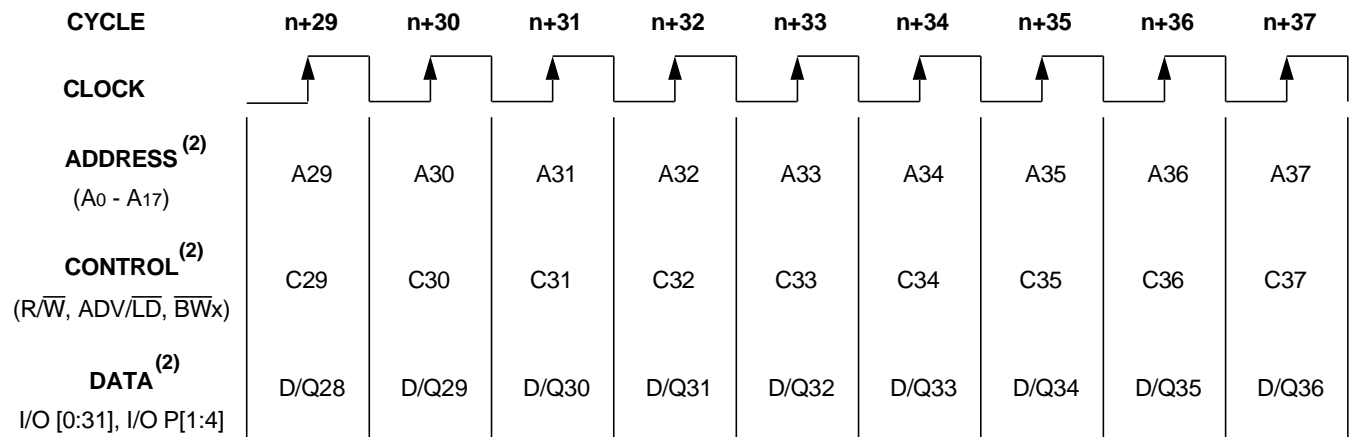 CYCLE n+29 n+30 n+31 n+32 n+33 n+34 n+35 n+36 n+37
CLOCK
ADDRESS(2) A29 A30 A31 A32 A33 A34 A35 A36 A37
(A0 - A17)
CONTROL(2) C29 C30 C31 C32 C33 C34 C35 C36 C37
(R/W̅, ADV/L̅D̅, B̅W̅x)
DATA(2) D/Q28 D/Q29 D/Q30 D/Q31 D/Q32 D/Q33 D/Q34 D/Q35 D/Q36
I/O [0:31], I/O P[1:4]